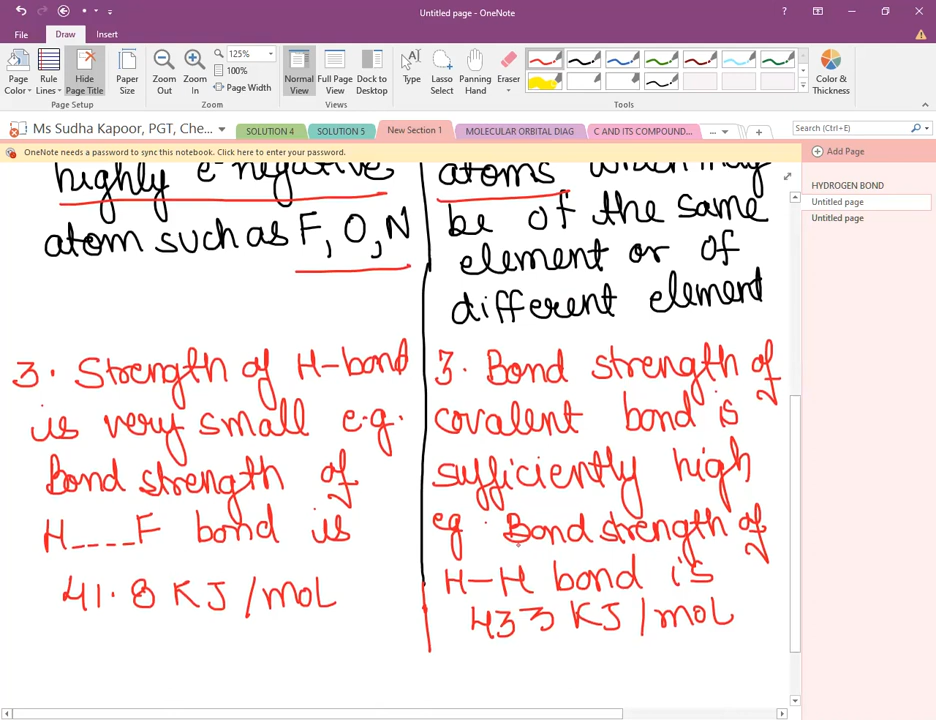 Untitled page - OneNote
File
Draw
Insert
125%
100%
Page Width
Page Color
Rule Lines
Hide Page Title
Paper Size
Zoom Out
Zoom In
Normal View
Full Page View
Dock to Desktop
Type
Lasso Select
Panning Hand
Eraser
Color & Thickness
Page Setup
Zoom
Views
Tools
Ms Sudha Kapoor, PGT, Che...
SOLUTION 4
SOLUTION 5
New Section 1
MOLECULAR ORBITAL DIAG
C AND ITS COMPOUND...
...
Search (Ctrl+E)
OneNote needs a password to sync this notebook. Click here to enter your password.
Add Page
HYDROGEN BOND
Untitled page
Untitled page
highly e-negative
atom such as F, O, N
3. Strength of H-bond
is very small e.g.
Bond strength of
H____F bond is
41.8 KJ/moL
atoms which may
be of the same
element or of
different element
3. Bond strength of
covalent bond is
sufficiently high
eg. Bond strength of
H-H bond is
433 KJ/moL